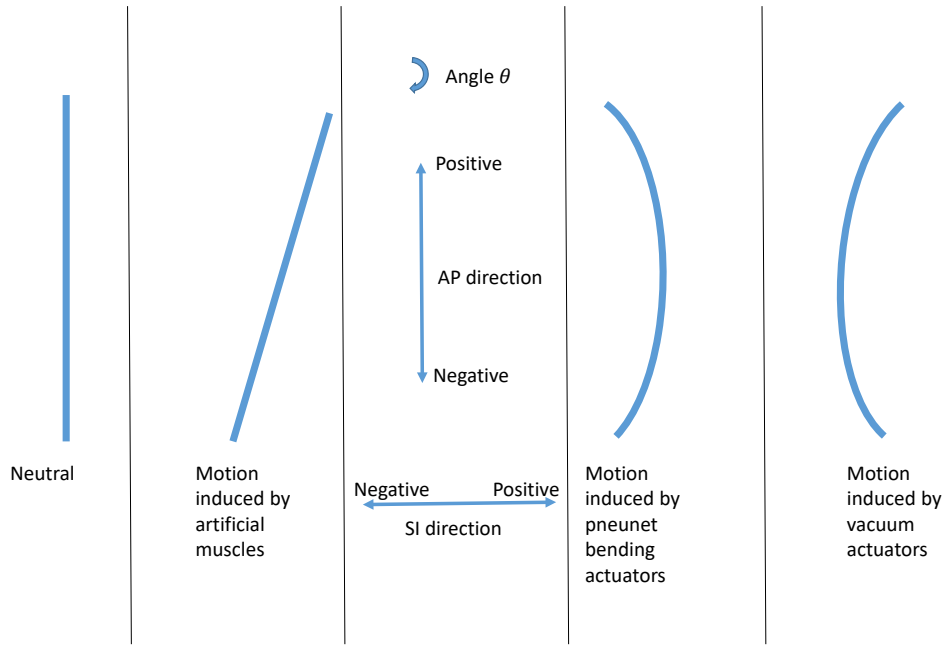 Angle θ
Positive
AP direction
Negative
Neutral
Motion
induced by
artificial
muscles
Negative
Positive
SI direction
Motion
induced by
pneunet
bending
actuators
Motion
induced by
vacuum
actuators